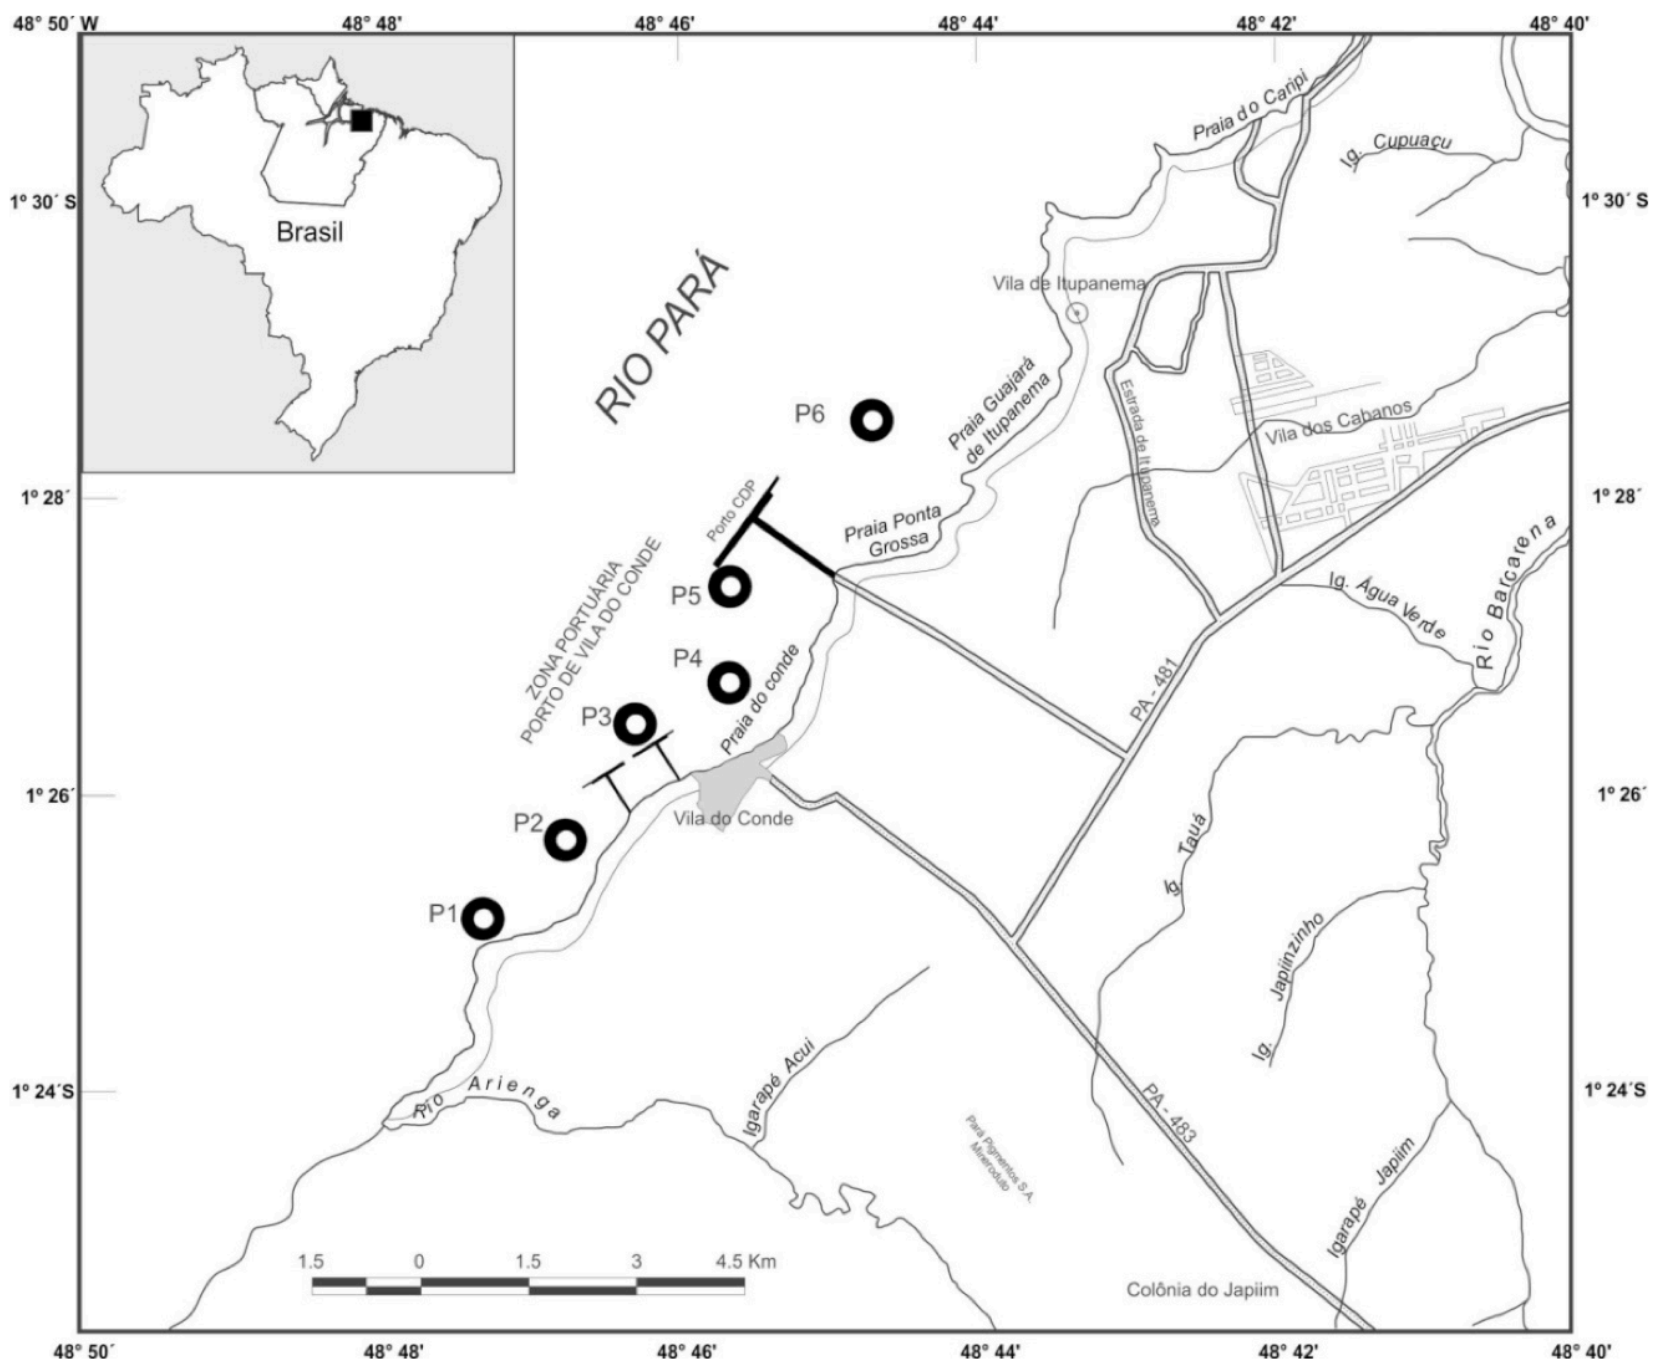 48° 50´ W
48° 48'
48° 46'
48° 44'
48° 42'
48° 40'
Praia do Caripi
Ig. Cupuaçu
1° 30´ S
1° 30´ S
Brasil
RIO PARÁ
Vila de Itupanema
P6
Praia Guajará
de Itupanema
Estrada de Itupanema
Vila dos Cabanos
1° 28´
1° 28´
Porto CDP
Praia Ponta
Grossa
Rio Barcarena
ZONA PORTUÁRIA
PORTO DE VILA DO CONDE
P5
Ig. Água Verde
P4
Praia do conde
PA - 481
P3
1° 26´
1° 26´
P2
Vila do Conde
Ig. Tauá
P1
Ig. Japiinzinho
Igarapé Acui
1° 24´S
1° 24´S
Rio Arienga
PA - 483
Pará Pigmentos S.A.
Mineroduto
Igarapé Japiim
1.5 0 1.5 3 4.5 Km
Colônia do Japiim
48° 50´
48° 48'
48° 46'
48° 44'
48° 42'
48° 40'